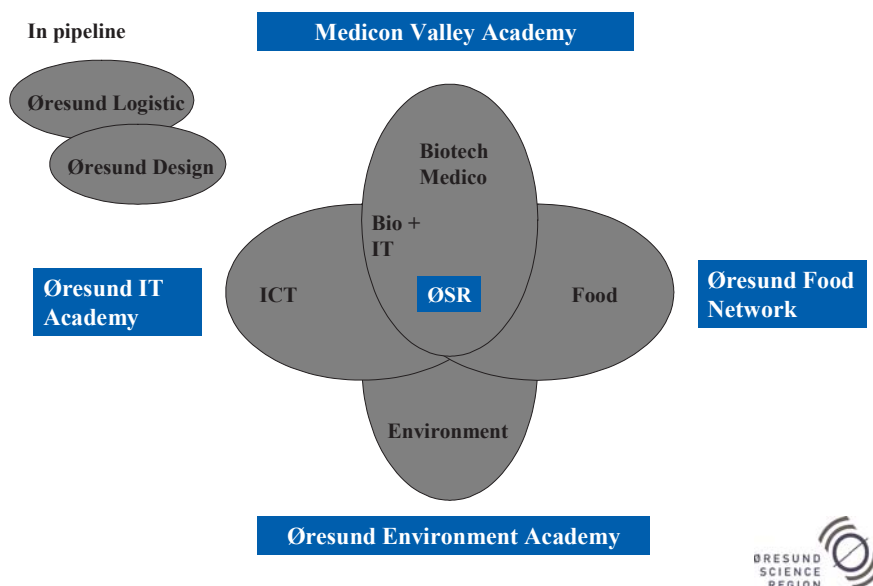 In pipeline
Medicon Valley Academy
Øresund Logistic
Øresund Design
Biotech
Medico
Bio +
IT
Øresund IT
Academy
ICT
ØSR
Food
Øresund Food
Network
Environment
Øresund Environment Academy
ØRESUND
SCIENCE
REGION